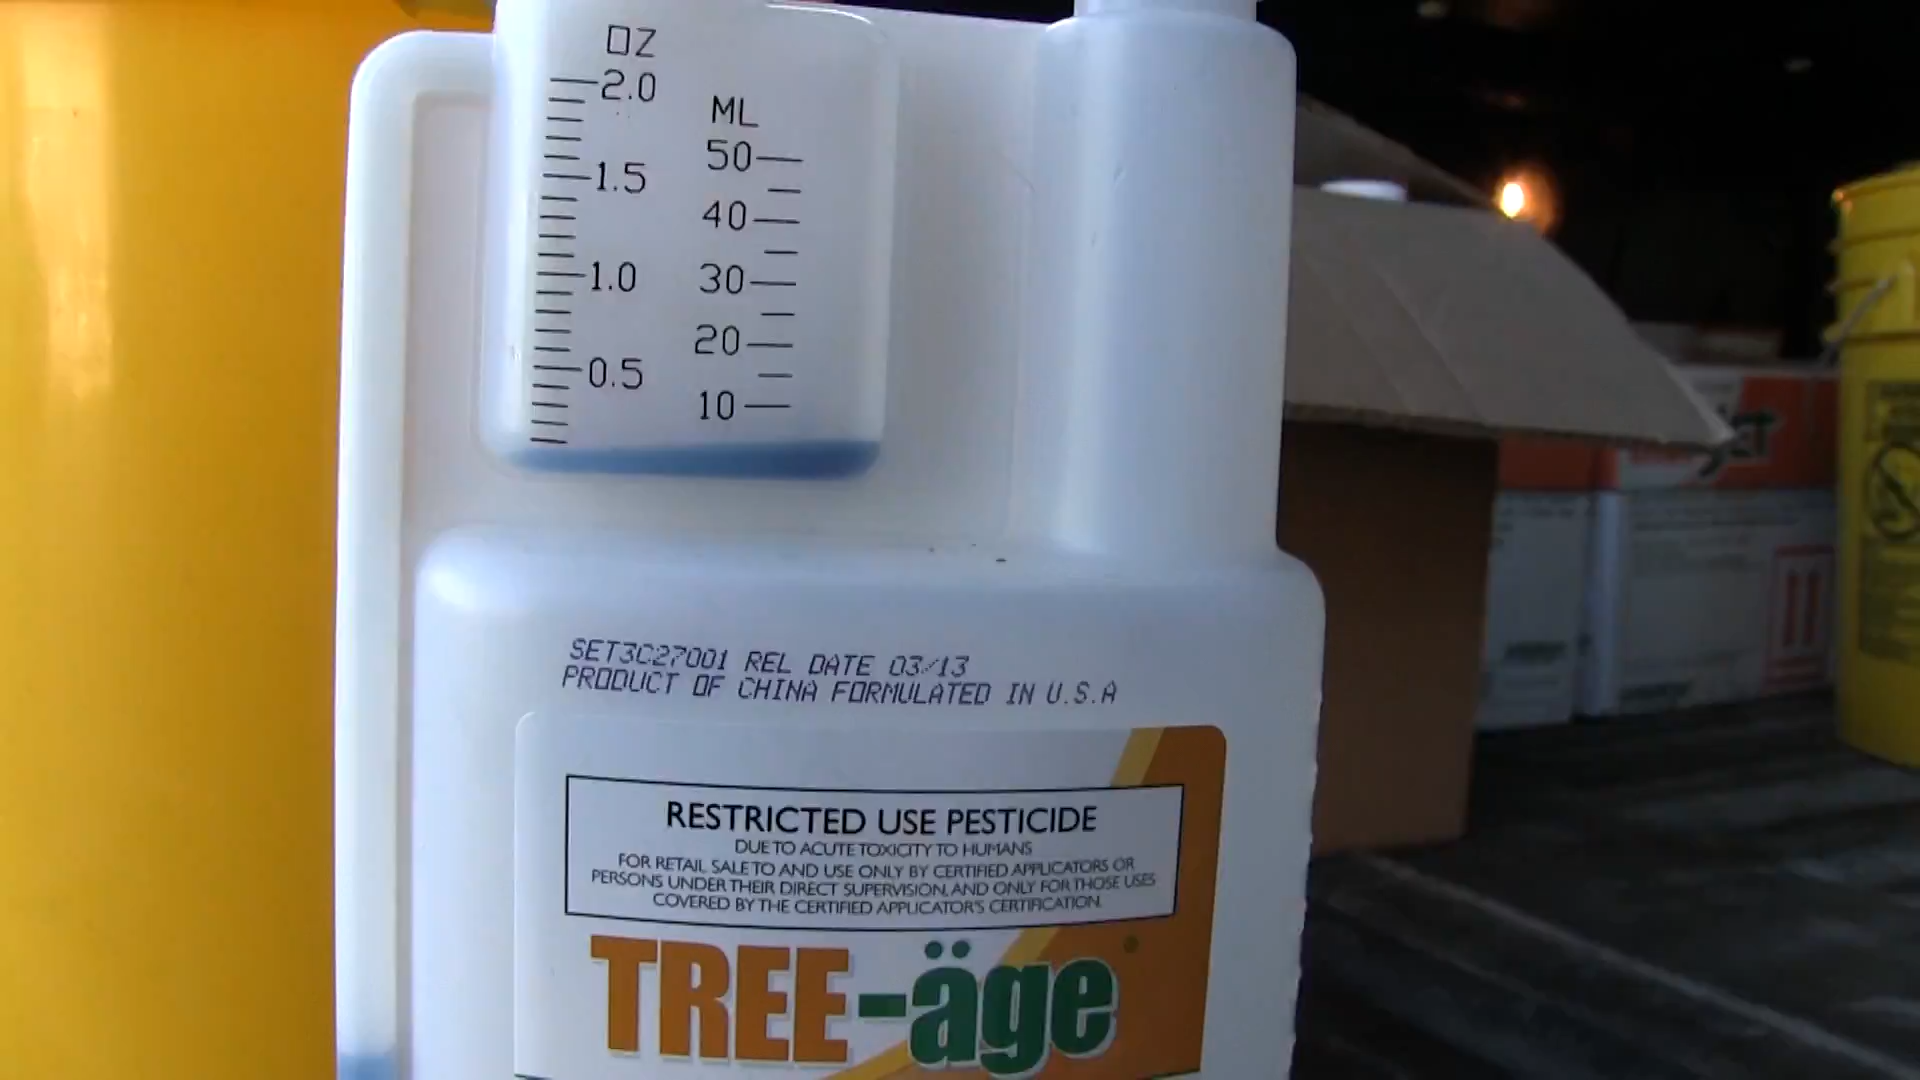 OZ
2.0
1.5
1.0
0.5
ML
50
40
30
20
10
SET3C27001 REL DATE 03/13
PRODUCT OF CHINA FORMULATED IN U.S.A
RESTRICTED USE PESTICIDE
DUE TO ACUTE TOXICITY TO HUMANS
FOR RETAIL SALE TO AND USE ONLY BY CERTIFIED APPLICATORS OR
PERSONS UNDER THEIR DIRECT SUPERVISION, AND ONLY FOR THOSE USES
COVERED BY THE CERTIFIED APPLICATOR'S CERTIFICATION.
TREE-äge